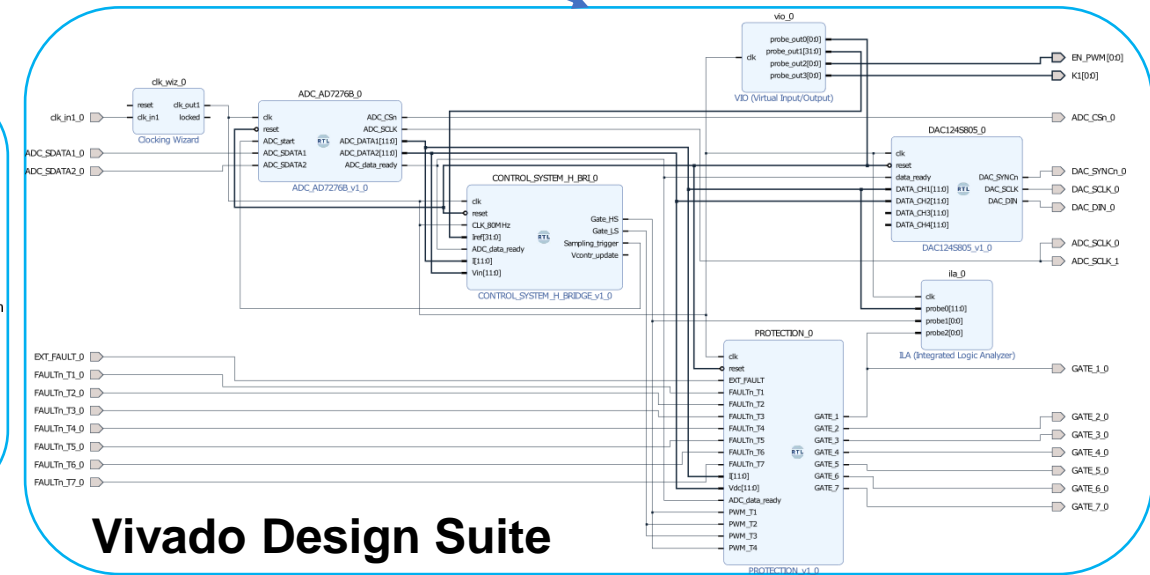 vio_0
probe_out0[0:0]
probe_out1[31:0]
clk
probe_out2[0:0]
probe_out3[0:0]
VIO (Virtual Input/Output)
EN_PWM[0:0]
K1[0:0]
clk_wiz_0
reset clk_out1
clk_in1 locked
Clocking Wizard
clk_in1_0
ADC_SDATA1_0
ADC_SDATA2_0
ADC_AD7276B_0
clk ADC_CSn
reset ADC_SCLK
ADC_start RTL ADC_DATA1[11:0]
ADC_SDATA1 ADC_DATA2[11:0]
ADC_SDATA2 ADC_data_ready
ADC_AD7276B_v1_0
ADC_CSn_0
CONTROL_SYSTEM_H_BRI_0
clk
reset Gate_HS
CLK_80MHz Gate_LS
Iref[31:0] RTL Sampling_trigger
ADC_data_ready Vcontr_update
I[11:0]
Vin[11:0]
CONTROL_SYSTEM_H_BRIDGE_v1_0
DAC124S805_0
clk
reset
data_ready DAC_SYNCn
DATA_CH1[11:0] RTL DAC_SCLK
DATA_CH2[11:0] DAC_DIN
DATA_CH3[11:0]
DATA_CH4[11:0]
DAC124S805_v1_0
DAC_SYNCn_0
DAC_SCLK_0
DAC_DIN_0
ADC_SCLK_0
ADC_SCLK_1
ila_0
clk
probe0[11:0]
probe1[0:0]
probe2[0:0]
ILA (Integrated Logic Analyzer)
EXT_FAULT_0
FAULTn_T1_0
FAULTn_T2_0
FAULTn_T3_0
FAULTn_T4_0
FAULTn_T5_0
FAULTn_T6_0
FAULTn_T7_0
PROTECTION_0
clk
reset
EXT_FAULT
FAULTn_T1
FAULTn_T2
FAULTn_T3 GATE_1
FAULTn_T4 GATE_2
FAULTn_T5 GATE_3
FAULTn_T6 RTL GATE_4
FAULTn_T7 GATE_5
I[11:0] GATE_6
Vdc[11:0] GATE_7
ADC_data_ready
PWM_T1
PWM_T2
PWM_T3
PWM_T4
PROTECTION_v1_0
GATE_1_0
GATE_2_0
GATE_3_0
GATE_4_0
GATE_5_0
GATE_6_0
GATE_7_0
Vivado Design Suite